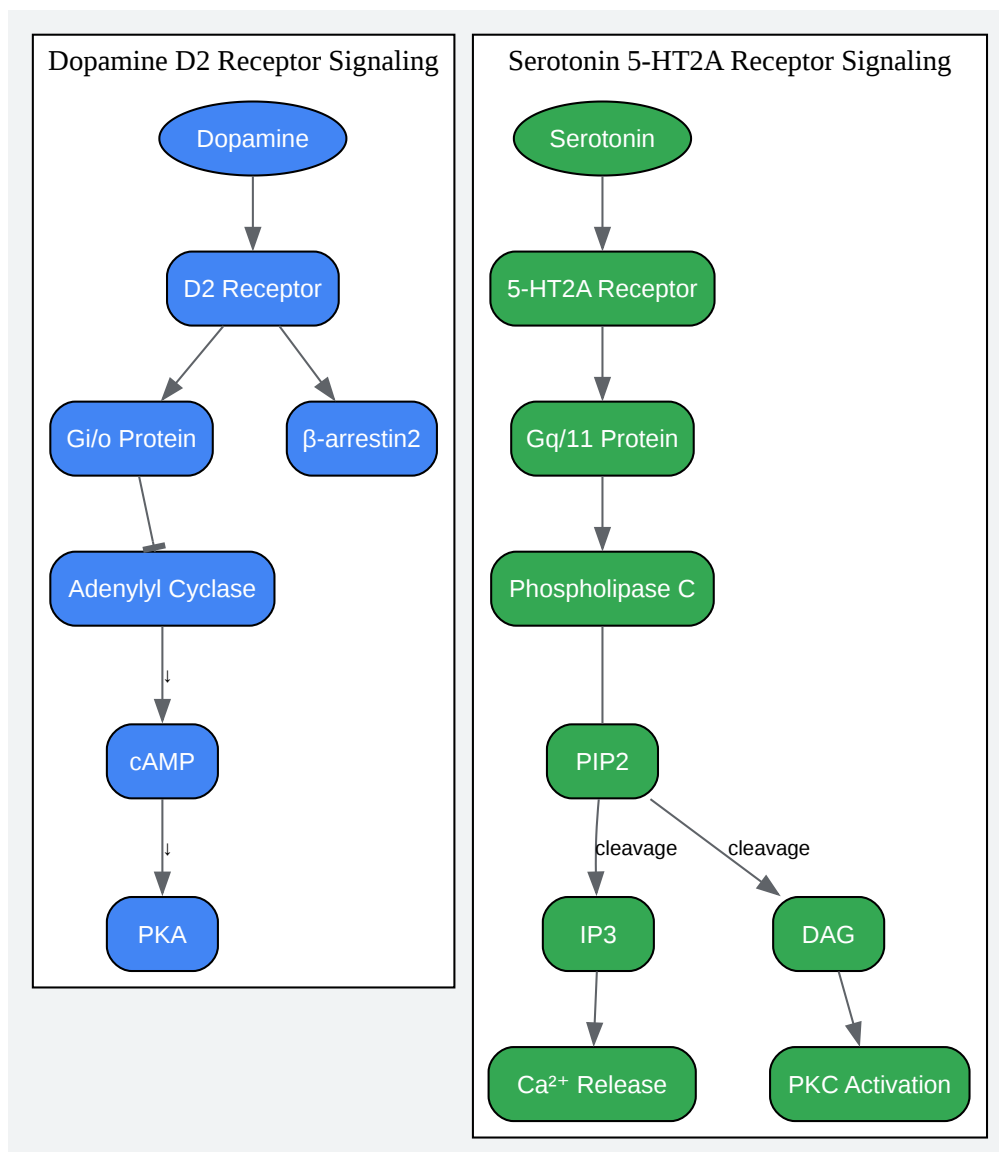 Dopamine D2 Receptor Signaling
Dopamine
D2 Receptor
Gi/o Protein
β-arrestin2
Adenylyl Cyclase
↓
cAMP
↓
PKA
Serotonin 5-HT2A Receptor Signaling
Serotonin
5-HT2A Receptor
Gq/11 Protein
Phospholipase C
PIP2
cleavage
cleavage
IP3
DAG
Ca²⁺ Release
PKC Activation